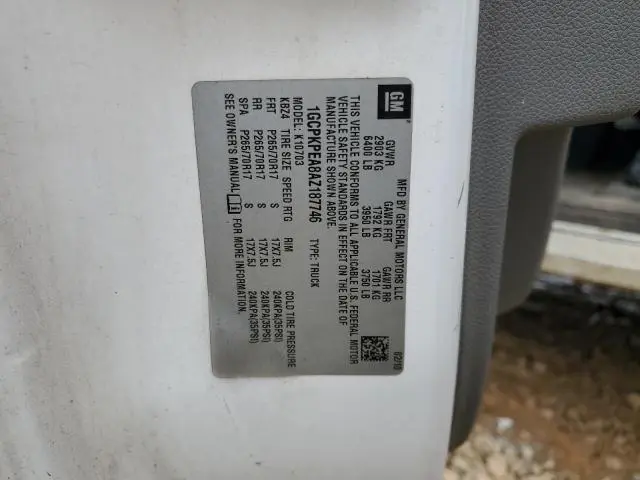 GM
MFD BY GENERAL MOTORS LLC
02/10
GVWR GAWR FRT GAWR RR
2903 KG 1792 KG 1701 KG
6400 LB 3950 LB 3750 LB
THIS VEHICLE CONFORMS TO ALL APPLICABLE U.S. FEDERAL MOTOR
VEHICLE SAFETY STANDARDS IN EFFECT ON THE DATE OF
MANUFACTURE SHOWN ABOVE.
1GCPKPEA8AZ187746 TYPE: TRUCK
MODEL: K10703
KBZ4 TIRE SIZE SPEED RTG RIM COLD TIRE PRESSURE
FRT P265/70R17 S 17X7.5J 240KPA(35PSI)
RR P265/70R17 S 17X7.5J 240KPA(35PSI)
SPA P265/70R17 S 17X7.5J 240KPA(35PSI)
SEE OWNER'S MANUAL FOR MORE INFORMATION.